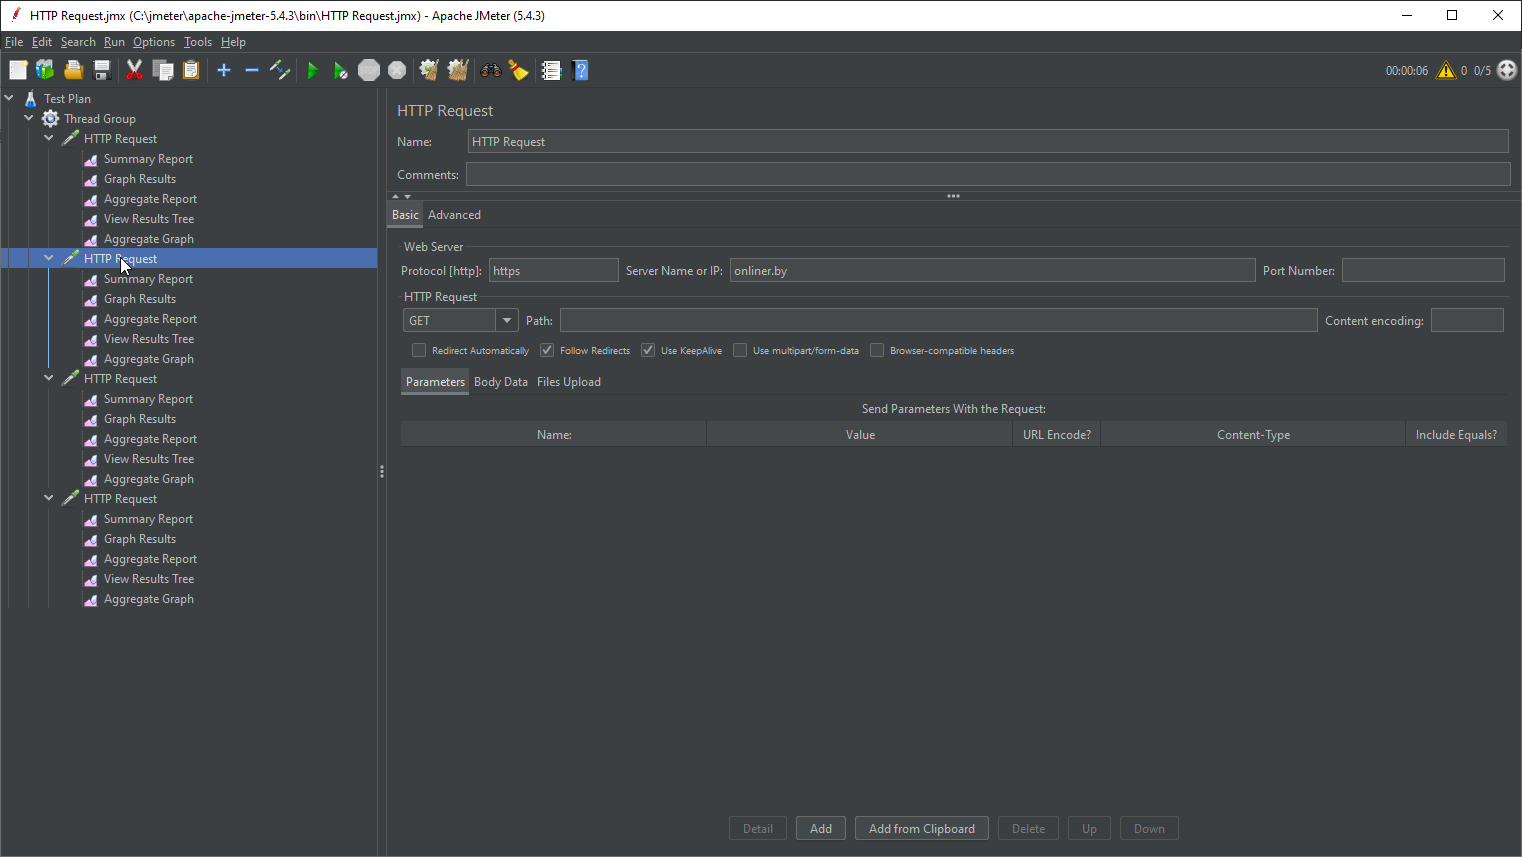 HTTP Request.jmx (C:\jmeter\apache-jmeter-5.4.3\bin\HTTP Request.jmx) - Apache JMeter (5.4.3)
File Edit Search Run Options Tools Help
STOP
?
00:00:06 0 0/5
Test Plan
Thread Group
HTTP Request
Summary Report
Graph Results
Aggregate Report
View Results Tree
Aggregate Graph
HTTP Request
Summary Report
Graph Results
Aggregate Report
View Results Tree
Aggregate Graph
HTTP Request
Summary Report
Graph Results
Aggregate Report
View Results Tree
Aggregate Graph
HTTP Request
Summary Report
Graph Results
Aggregate Report
View Results Tree
Aggregate Graph
HTTP Request
Name: HTTP Request
Comments:
Basic Advanced
Web Server
Protocol [http]: https Server Name or IP: onliner.by Port Number:
HTTP Request
GET Path: Content encoding:
Redirect Automatically Follow Redirects Use KeepAlive Use multipart/form-data Browser-compatible headers
Parameters Body Data Files Upload
Send Parameters With the Request:
Name: Value URL Encode? Content-Type Include Equals?
Detail Add Add from Clipboard Delete Up Down